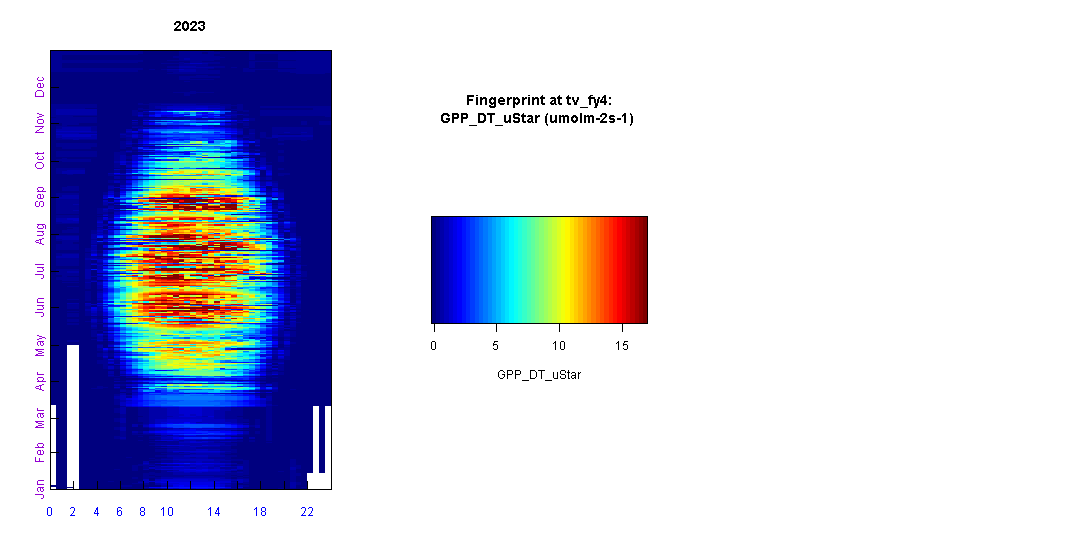 2023
Fingerprint at tv_fy4:
GPP_DT_uStar (umolm-2s-1)
Dec
Nov
Oct
Sep
Aug
Jul
Jun
May
Apr
Mar
Feb
Jan
0 2 4 6 8 10 14 18 22
0 5 10 15
GPP_DT_uStar